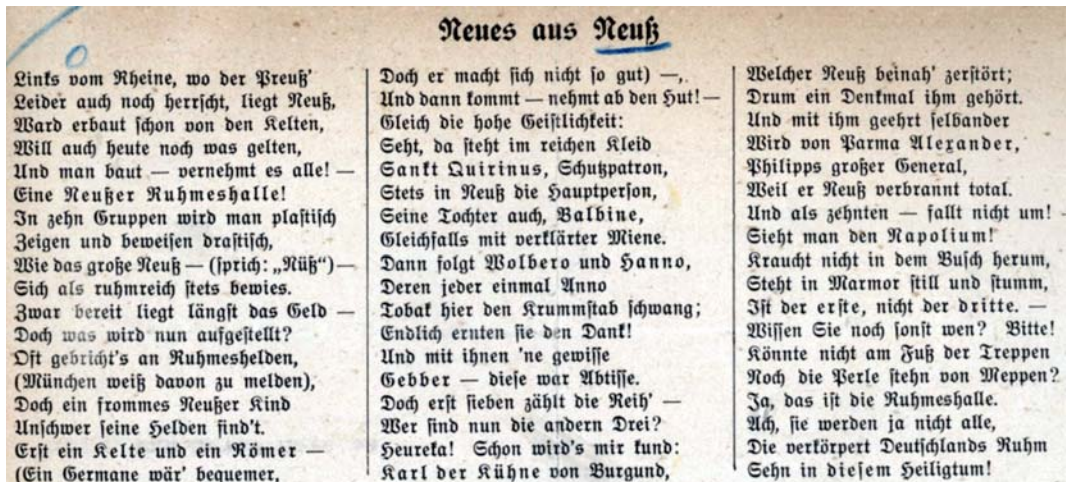 Neues aus Neuß
Links vom Rheine, wo der Preuß'
Leider auch noch herrscht, liegt Neuß,
Ward erbaut schon von den Kelten,
Will auch heute noch was gelten,
Und man baut — vernehmt es alle! —
Eine Neußer Ruhmeshalle!
In zehn Gruppen wird man plastisch
Zeigen und beweisen drastisch,
Wie das große Neuß — (sprich: „Nüß“) —
Sich als ruhmreich stets bewies.
Zwar bereit liegt längst das Geld —
Doch was wird nun aufgestellt?
Oft gebricht's an Ruhmeshelden,
(München weiß davon zu melden),
Doch ein frommes Neußer Kind
Unschwer seine Helden find't.
Erst ein Kelte und ein Römer —
(Ein Germane wär' bequemer,
Doch er macht sich nicht so gut) —,
Und dann kommt — nehmt ab den Hut! —
Gleich die hohe Geistlichkeit:
Seht, da steht im reichen Kleid
Sankt Quirinus, Schutzpatron,
Stets in Neuß die Hauptperson,
Seine Tochter auch, Balbine,
Gleichfalls mit verklärter Miene.
Dann folgt Wolbero und Hanno,
Deren jeder einmal Anno
Tobak hier den Krummstab schwang;
Endlich ernten sie den Dank!
Und mit ihnen 'ne gewisse
Gebber — diese war Äbtisse.
Doch erst sieben zählt die Reih' —
Wer sind nun die andern Drei?
Heureka! Schon wird's mir kund:
Karl der Kühne von Burgund,
Welcher Neuß beinah' zerstört;
Drum ein Denkmal ihm gehört.
Und mit ihm geehrt selbander
Wird von Parma Alexander,
Philipps großer General,
Weil er Neuß verbrannt total.
Und als zehnten — fallt nicht um! —
Sieht man den Napolium!
Kraucht nicht in dem Busch herum,
Steht in Marmor still und stumm,
Ist der erste, nicht der dritte. —
Wissen Sie noch sonst wen? Bitte!
Könnte nicht am Fuß der Treppen
Noch die Perle stehn von Meppen?
Ja, das ist die Ruhmeshalle.
Ach, sie werden ja nicht alle,
Die verkörpert Deutschlands Ruhm
Sehn in diesem Heiligtum!